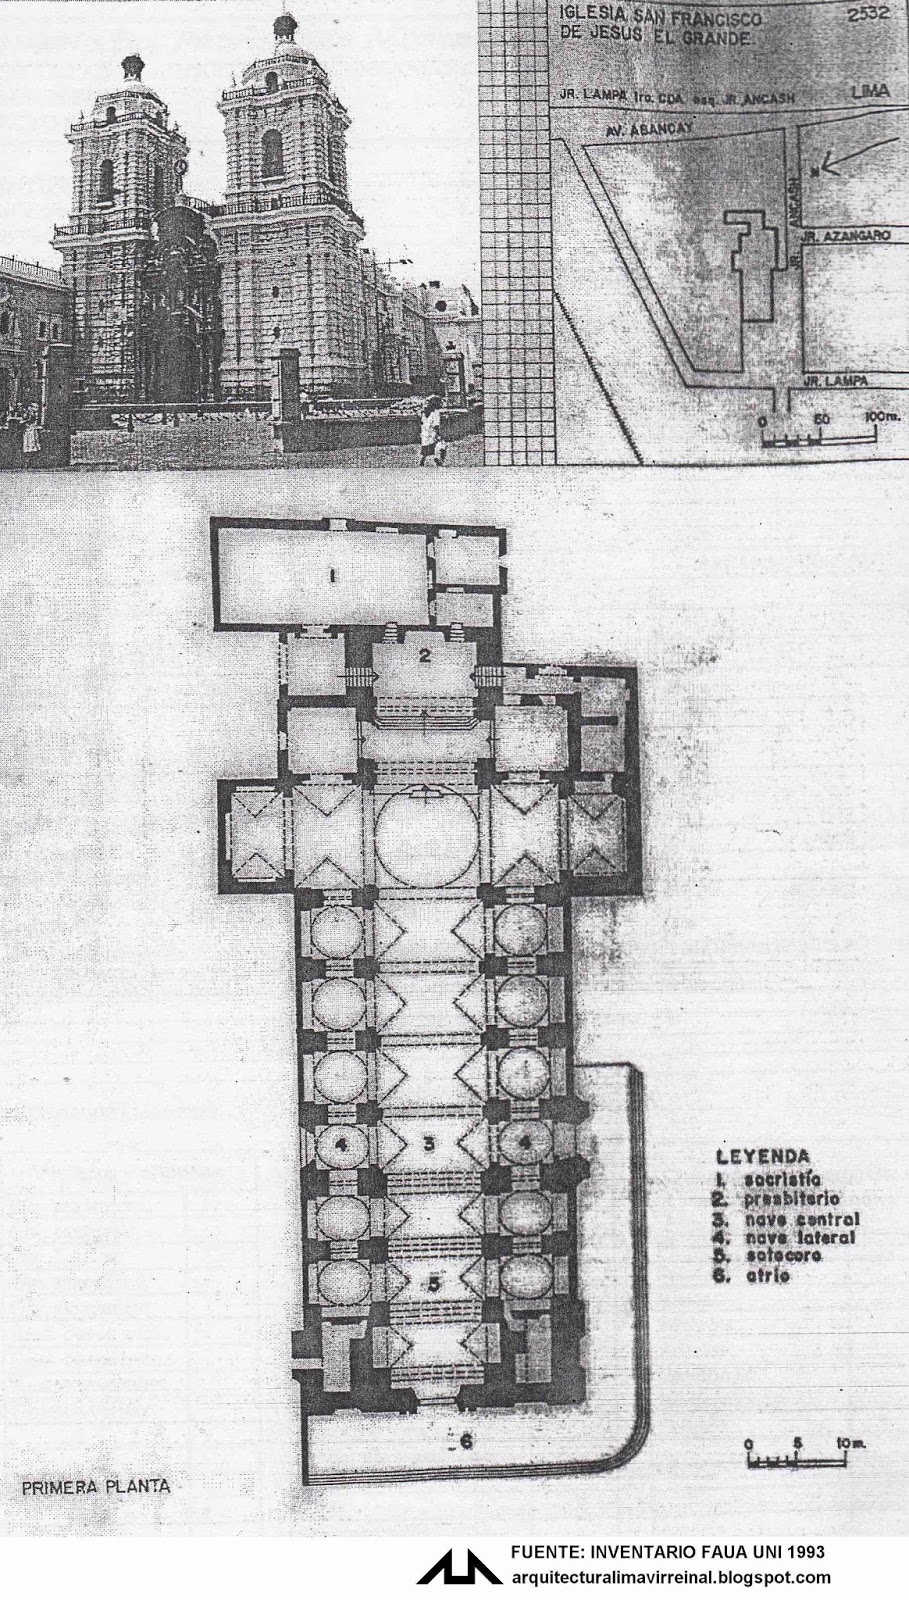 IGLESIA SAN FRANCISCO
DE JESUS EL GRANDE.
2532
JR. LAMPA 1ra. CDA esq. JR. ANCASH
LIMA
AV. ABANCAY
N
JR. ANCASH
JR. AZANGARO
JR. LAMPA
0 50 100m.
1
2
4 3 4
5
6
LEYENDA
1. sacristía
2. presbiterio
3. nave central
4. nave lateral
5. sotocoro
6. atrio
0 5 10m.
PRIMERA PLANTA
FUENTE: INVENTARIO FAUA UNI 1993
arquitecturalimavirreinal.blogspot.com